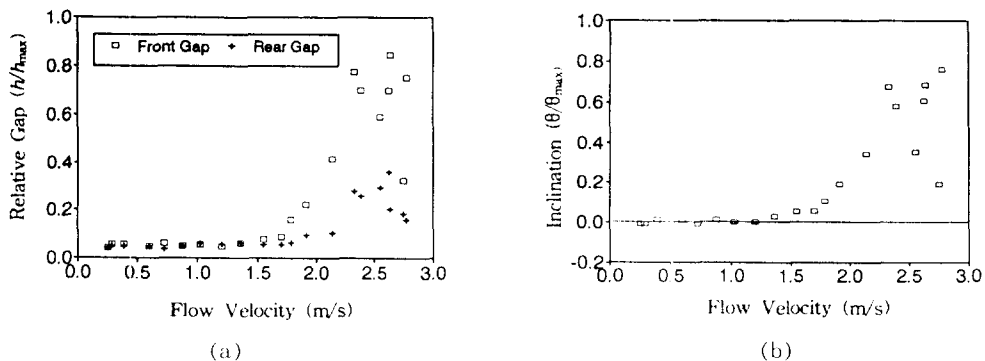 1.0
0.8
0.6
0.4
0.2
0.0
Relative Gap (h/hmax)
Front Gap
Rear Gap
0.0 0.5 1.0 1.5 2.0 2.5 3.0
Flow Velocity (m/s)
(a)
1.0
0.8
0.6
0.4
0.2
0.0
-0.2
Inclination (θ/θmax)
0.0 0.5 1.0 1.5 2.0 2.5 3.0
Flow Velocity (m/s)
(b)